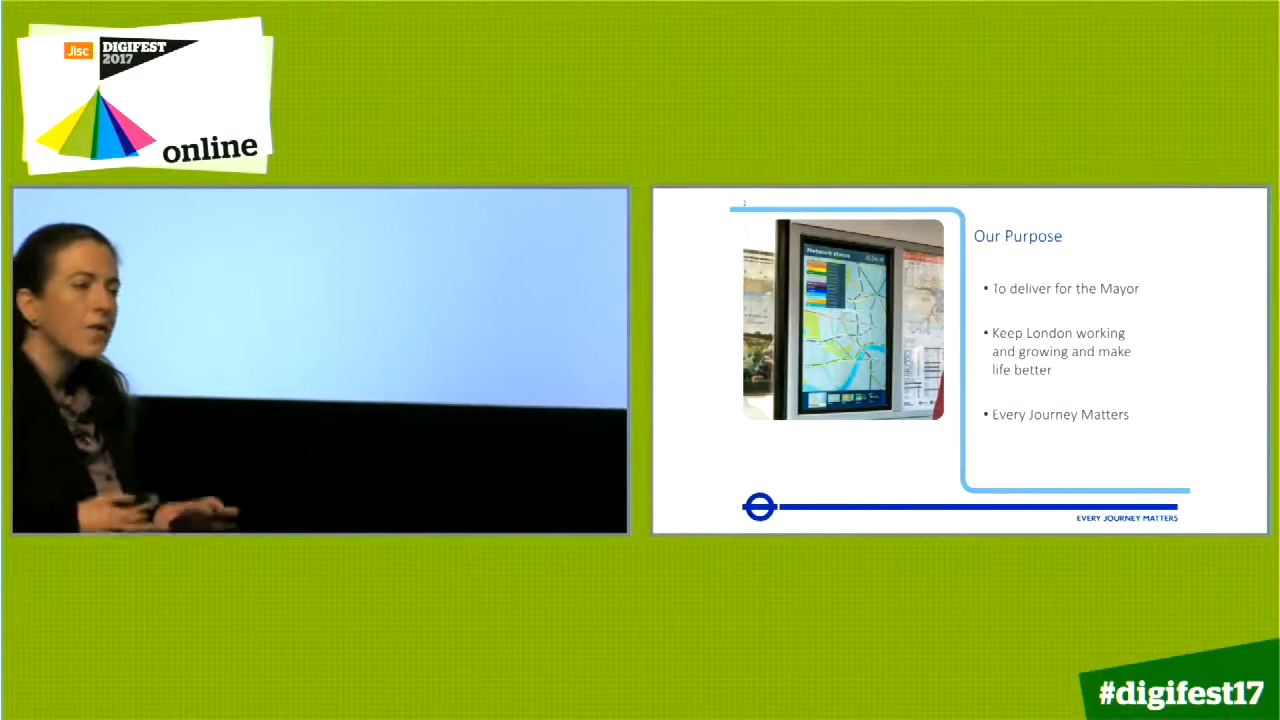 Jisc
DIGIFEST
2017
online
2
Our Purpose
Network status
• To deliver for the Mayor
• Keep London working
and growing and make
life better
• Every Journey Matters
EVERY JOURNEY MATTERS
#digifest17